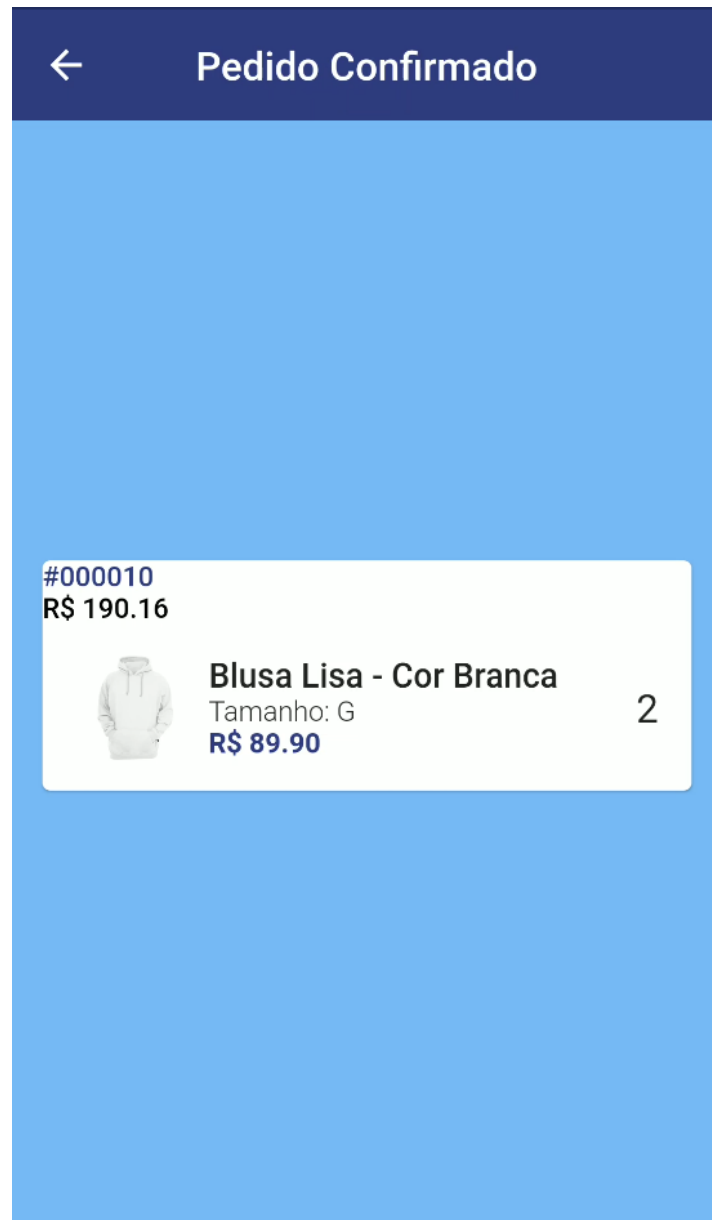 Pedido Confirmado
#000010
R$ 190.16
Blusa Lisa - Cor Branca
Tamanho: G
R$ 89.90
2